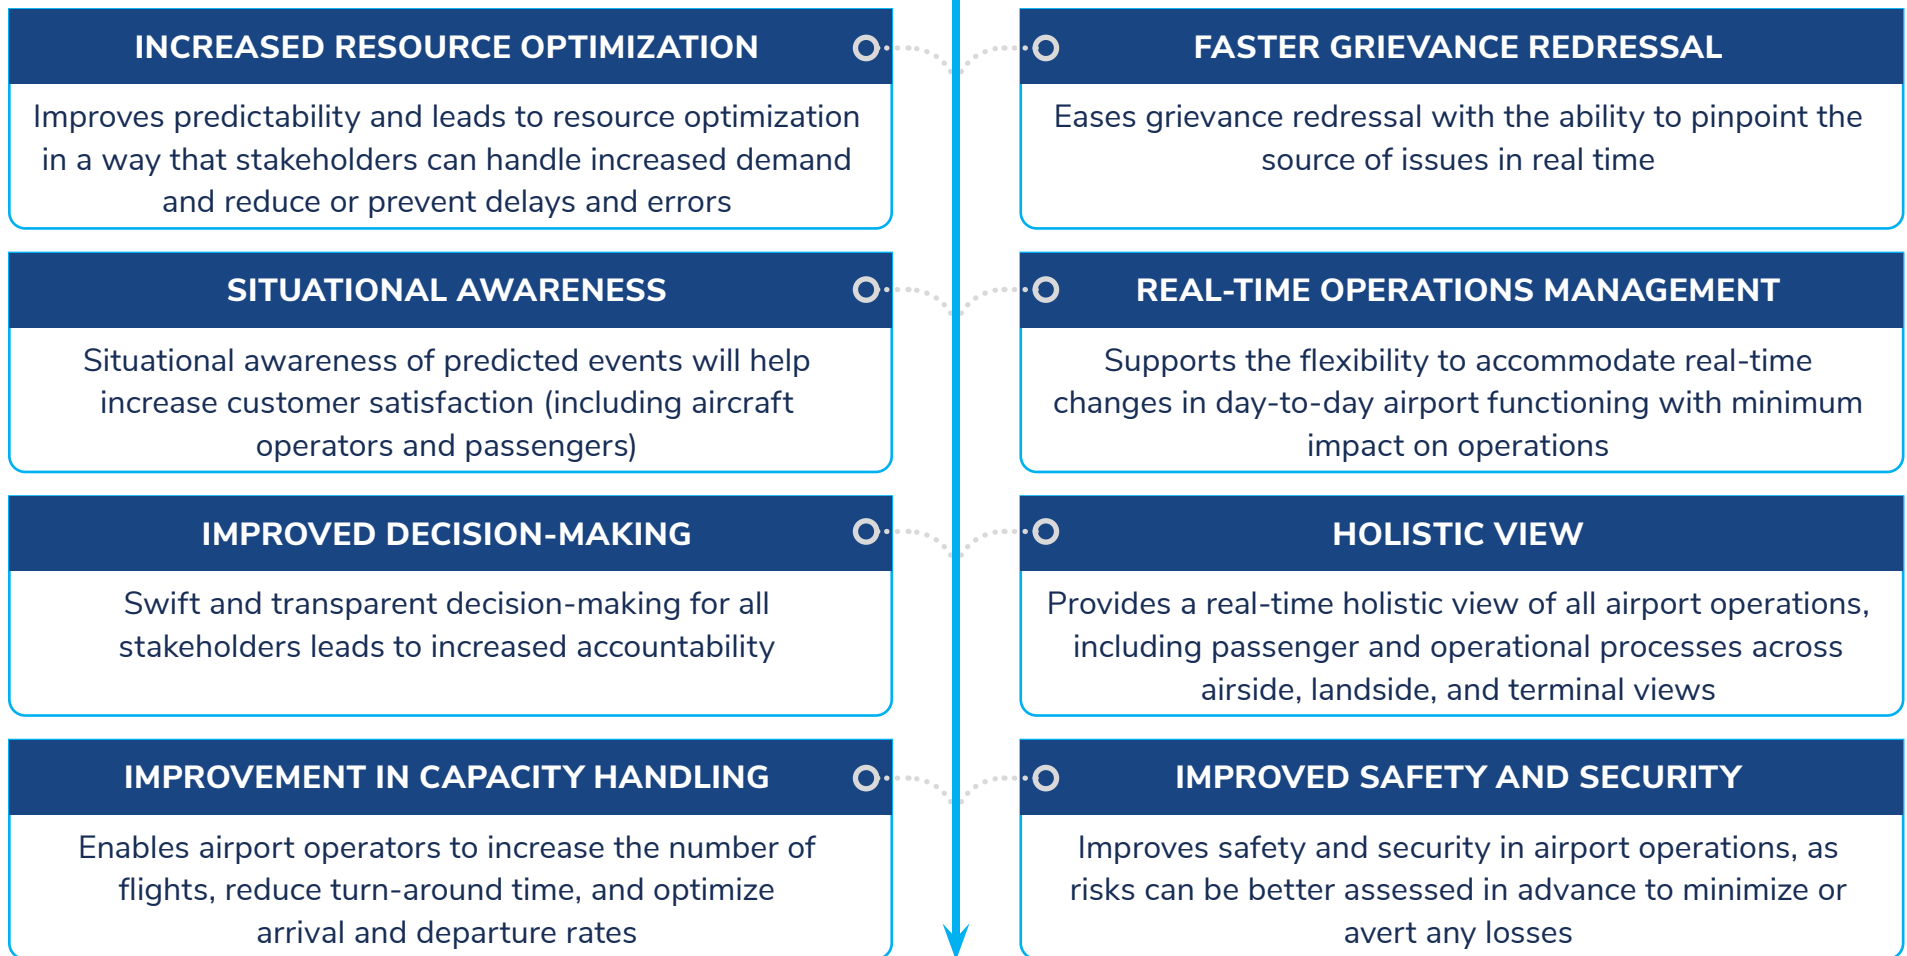 INCREASED RESOURCE OPTIMIZATION
Improves predictability and leads to resource optimization
in a way that stakeholders can handle increased demand
and reduce or prevent delays and errors
FASTER GRIEVANCE REDRESSAL
Eases grievance redressal with the ability to pinpoint the
source of issues in real time
SITUATIONAL AWARENESS
Situational awareness of predicted events will help
increase customer satisfaction (including aircraft
operators and passengers)
REAL-TIME OPERATIONS MANAGEMENT
Supports the flexibility to accommodate real-time
changes in day-to-day airport functioning with minimum
impact on operations
IMPROVED DECISION-MAKING
Swift and transparent decision-making for all
stakeholders leads to increased accountability
HOLISTIC VIEW
Provides a real-time holistic view of all airport operations,
including passenger and operational processes across
airside, landside, and terminal views
IMPROVEMENT IN CAPACITY HANDLING
Enables airport operators to increase the number of
flights, reduce turn-around time, and optimize
arrival and departure rates
IMPROVED SAFETY AND SECURITY
Improves safety and security in airport operations, as
risks can be better assessed in advance to minimize or
avert any losses